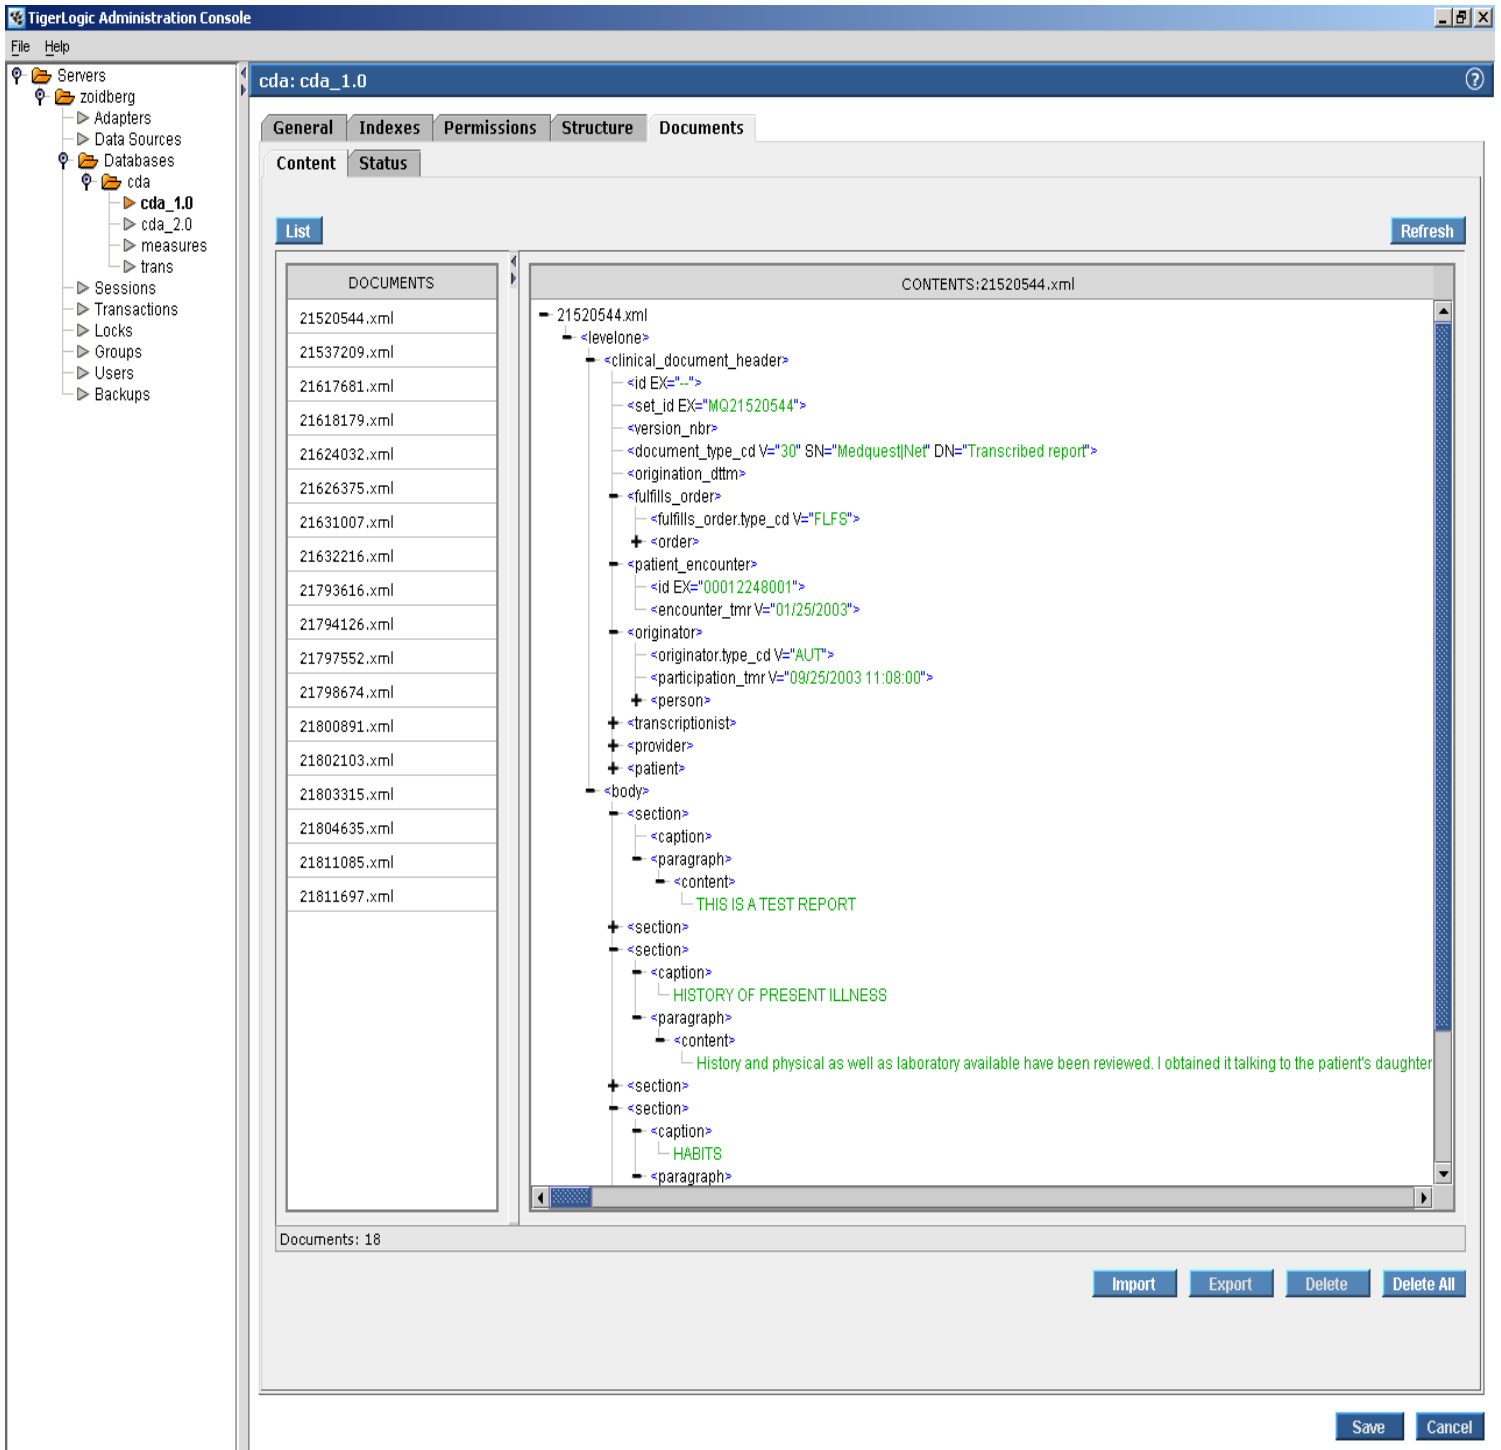 TigerLogic Administration Console
File Help
Servers
zoidberg
Adapters
Data Sources
Databases
cda
cda_1.0
cda_2.0
measures
trans
Sessions
Transactions
Locks
Groups
Users
Backups
cda: cda_1.0
General Indexes Permissions Structure Documents
Content Status
List Refresh
DOCUMENTS
21520544.xml
21537209.xml
21617681.xml
21618179.xml
21624032.xml
21626375.xml
21631007.xml
21632216.xml
21793616.xml
21794126.xml
21797552.xml
21798674.xml
21800891.xml
21802103.xml
21803315.xml
21804635.xml
21811085.xml
21811697.xml
CONTENTS:21520544.xml
21520544.xml
<levelone>
<clinical_document_header>
<id EX="--">
<set_id EX="MQ21520544">
<version_nbr>
<document_type_cd V="30" SN="Medquest|Net" DN="Transcribed report">
<origination_dttm>
<fulfills_order>
<fulfills_order.type_cd V="FLFS">
<order>
<patient_encounter>
<id EX="00012248001">
<encounter_tmr V="01/25/2003">
<originator>
<originator.type_cd V="AUT">
<participation_tmr V="09/25/2003 11:08:00">
<person>
<transcriptionist>
<provider>
<patient>
<body>
<section>
<caption>
<paragraph>
<content>
THIS IS A TEST REPORT
<section>
<section>
<caption>
HISTORY OF PRESENT ILLNESS
<paragraph>
<content>
History and physical as well as laboratory available have been reviewed. I obtained it talking to the patient's daughter
<section>
<section>
<caption>
HABITS
<paragraph>
Documents: 18
Import Export Delete Delete All
Save Cancel